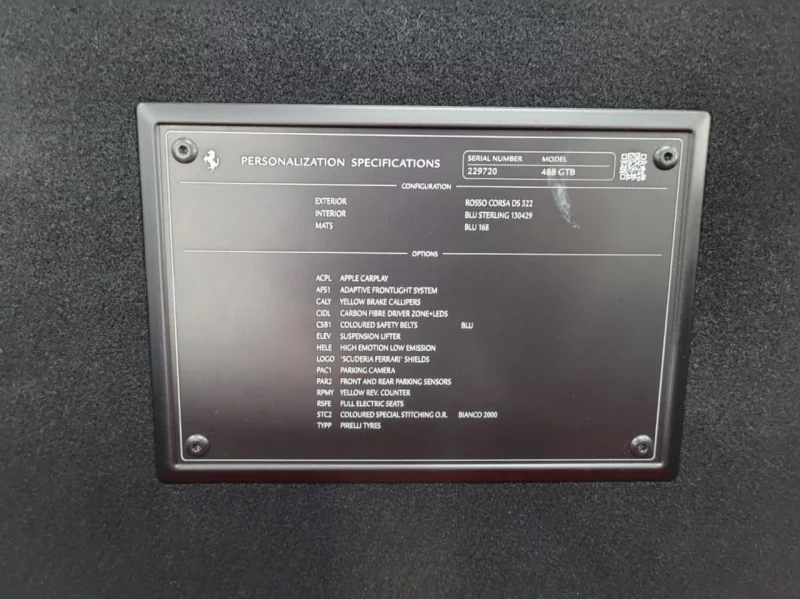 PERSONALIZATION SPECIFICATIONS
SERIAL NUMBER MODEL
229720 488 GTB
CONFIGURATION
EXTERIOR ROSSO CORSA DS 322
INTERIOR BLU STERLING 130429
MATS BLU 168
OPTIONS
ACPL APPLE CARPLAY
AFS1 ADAPTIVE FRONTLIGHT SYSTEM
CALY YELLOW BRAKE CALLIPERS
CIDL CARBON FIBRE DRIVER ZONE+LEDS
CSB1 COLOURED SAFETY BELTS BLU
ELEV SUSPENSION LIFTER
HELE HIGH EMOTION LOW EMISSION
LOGO 'SCUDERIA FERRARI' SHIELDS
PAC1 PARKING CAMERA
PAR2 FRONT AND REAR PARKING SENSORS
RPMY YELLOW REV. COUNTER
RSFE FULL ELECTRIC SEATS
STC2 COLOURED SPECIAL STITCHING O.R. BIANCO 2000
TYPP PIRELLI TYRES